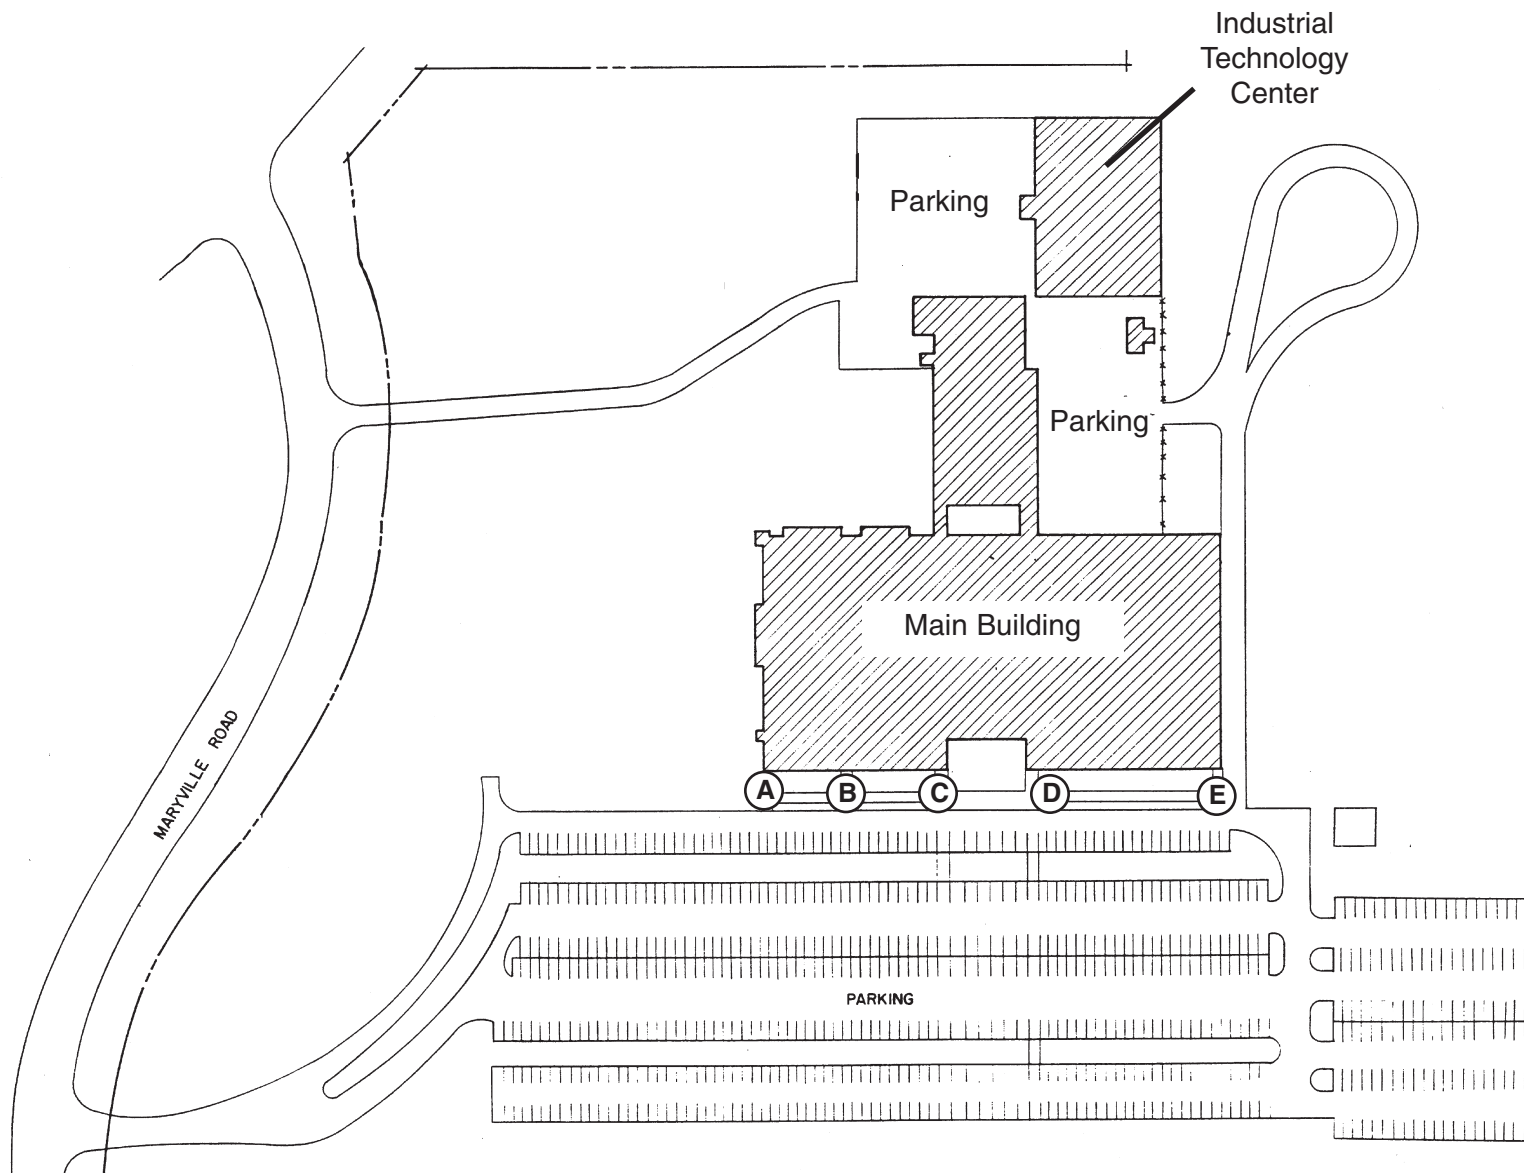 Industrial
Technology
Center
Parking
Parking
Main Building
A
B
C
D
E
MARYVILLE ROAD
PARKING